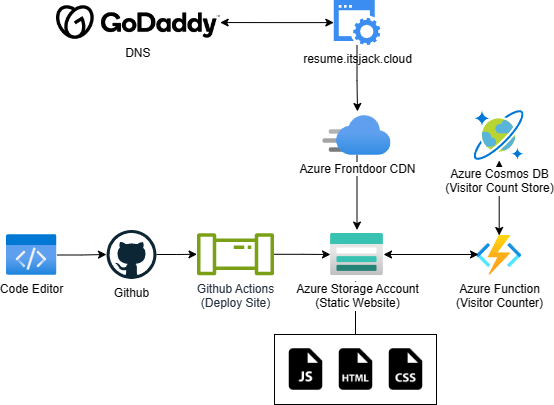 GoDaddy
DNS
resume.itsjack.cloud
Azure Frontdoor CDN
Azure Cosmos DB
(Visitor Count Store)
Code Editor
Github
Github Actions
(Deploy Site)
Azure Storage Account
(Static Website)
Azure Function
(Visitor Counter)
JS
HTML
CSS